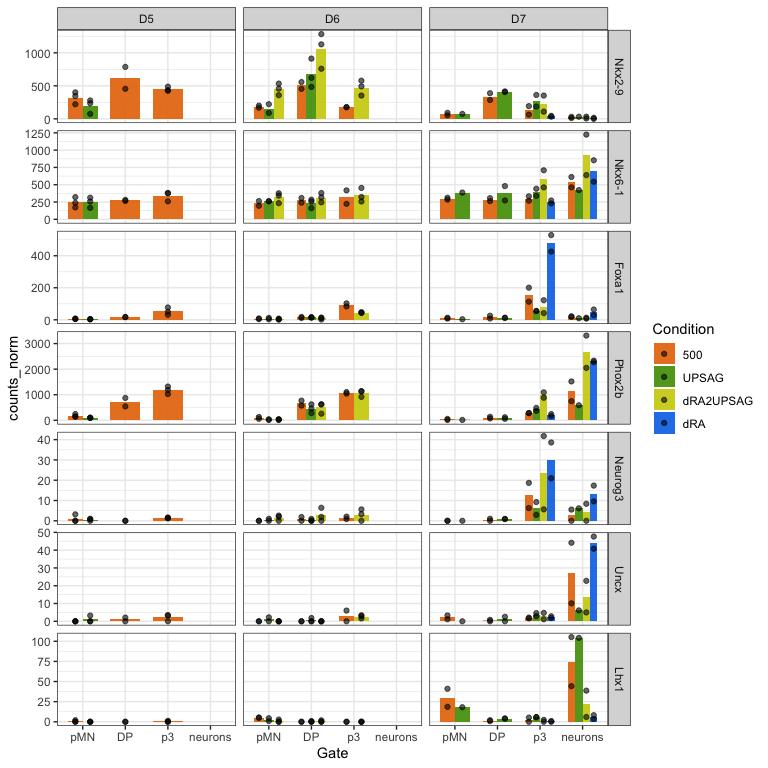 D5 D6 D7
1000
500
0
Nkx2-9
1250
1000
750
500
250
0
Nkx6-1
400
200
0
Foxa1
counts_norm
3000
2000
1000
0
Phox2b
40
30
20
10
0
Neurog3
50
40
30
20
10
0
Uncx
100
75
50
25
0
Lhx1
pMN DP p3 neurons pMN DP p3 neurons pMN DP p3 neurons
Gate
Condition
500
UPSAG
dRA2UPSAG
dRA